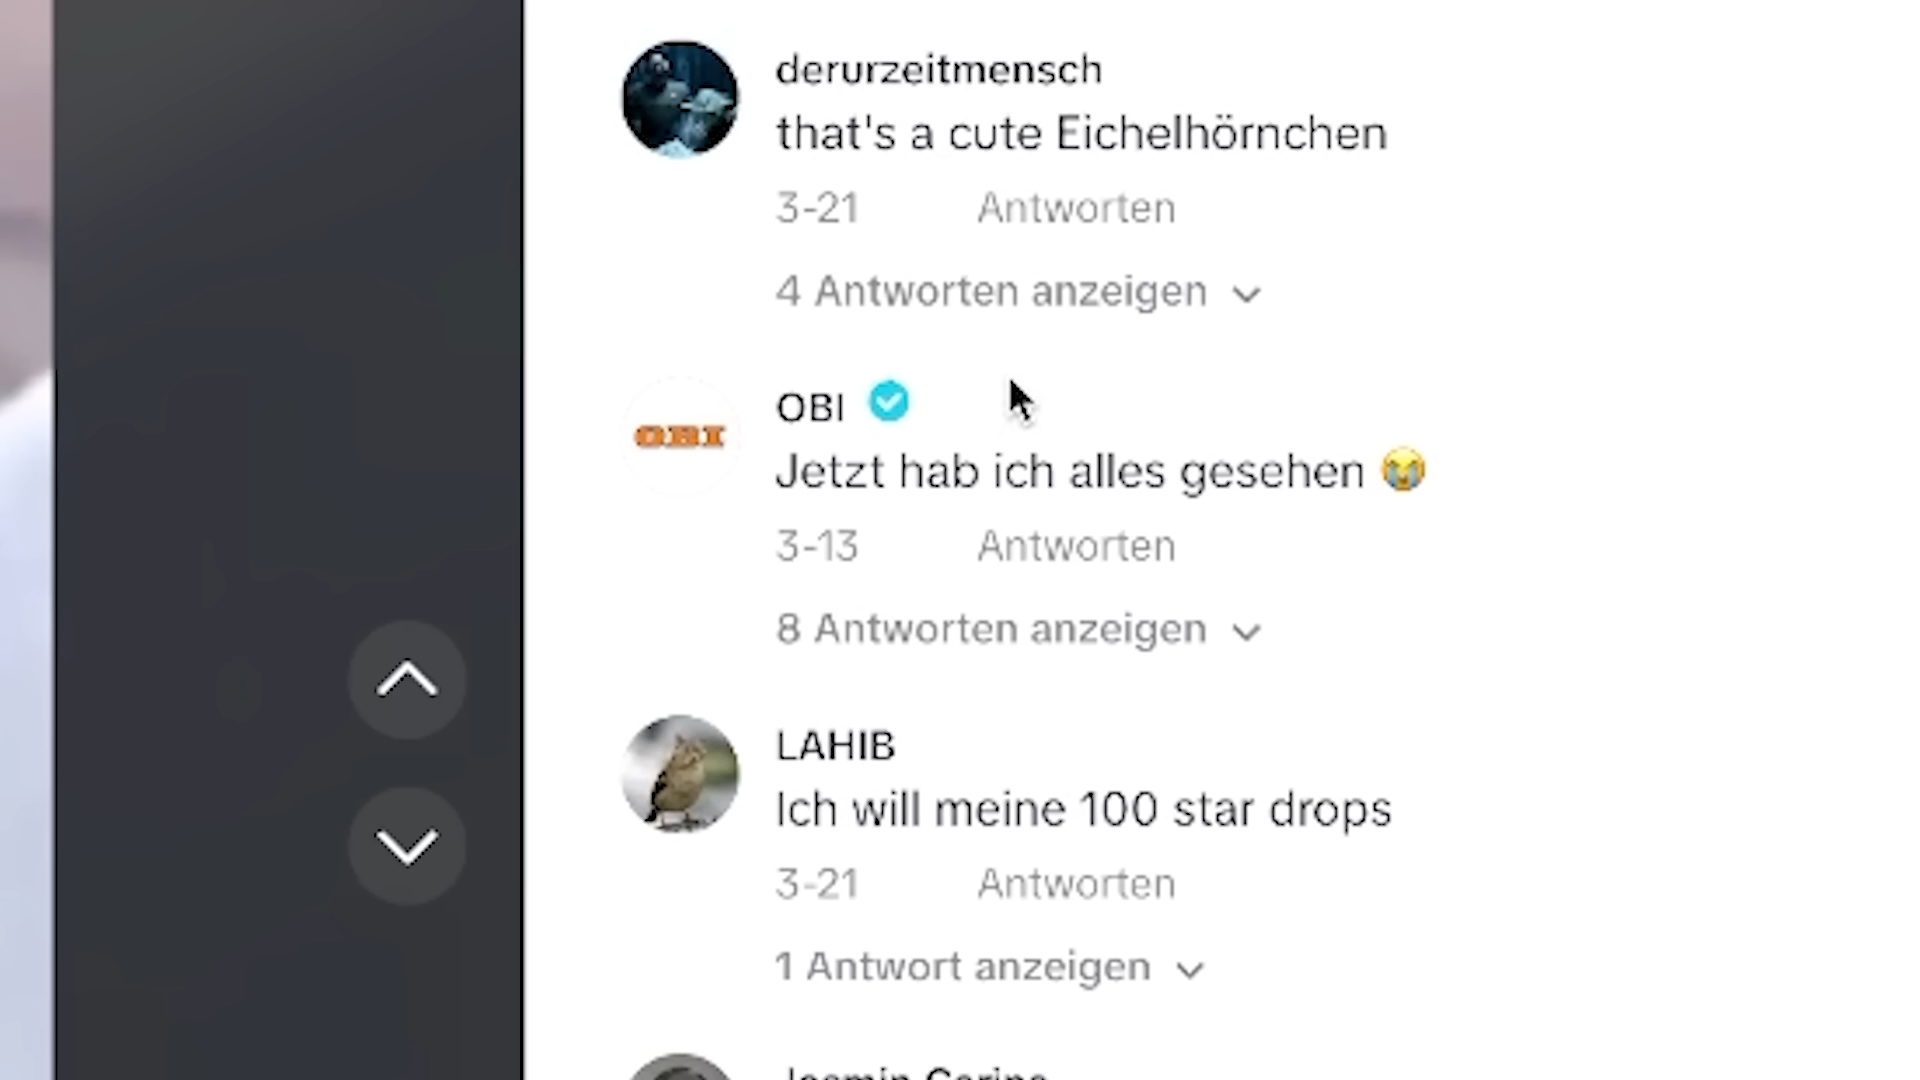 derurzeitmensch
that's a cute Eichelhörnchen
3-21 Antworten
4 Antworten anzeigen
OBI
OBI
Jetzt hab ich alles gesehen 😭
3-13 Antworten
8 Antworten anzeigen
LAHIB
Ich will meine 100 star drops
3-21 Antworten
1 Antwort anzeigen